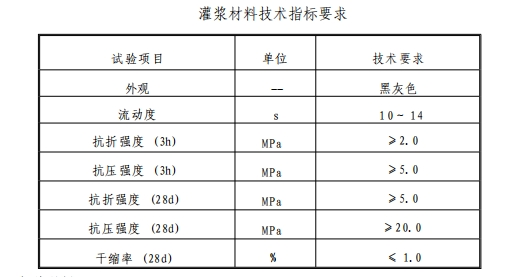 灌浆材料技术指标要求
试验项目 单位 技术要求
外观 -- 黑灰色
流动度 s 10~14
抗折强度 (3h) MPa ≥2.0
抗压强度 (3h) MPa ≥5.0
抗折强度 (28d) MPa ≥5.0
抗压强度 (28d) MPa ≥20.0
干缩率 (28d) % ≤1.0